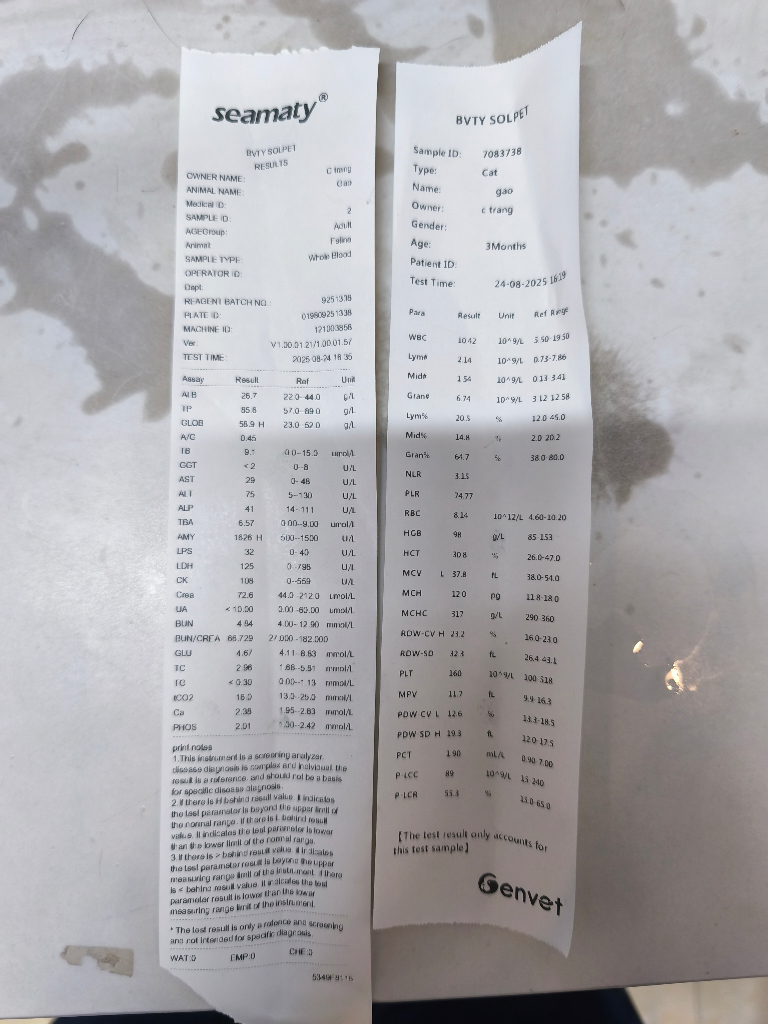 seamaty®
BVTY SOLPET
RESULTS
OWNER NAME: C trang
ANIMAL NAME: Gao
Medical ID:
SAMPLE ID: 2
AGEGroup: Adult
Animal: Feline
SAMPLE TYPE: Whole Blood
OPERATOR ID:
Dept:
REAGENT BATCH NO.: 9251338
PLATE ID: 019809251338
MACHINE ID: 121003856
Ver: V1.00.01.21/1.00.01.57
TEST TIME: 2025-08-24 16:35
Assay Result Ref Unit
ALB 26.7 22.0--44.0 g/L
TP 85.6 57.0--89.0 g/L
GLOB 58.9 H 23.0--52.0 g/L
A/G 0.45
TB 9.1 0.0--15.0 umol/L
GGT <2 0--8 U/L
AST 29 0--48 U/L
ALT 75 5--130 U/L
ALP 41 14--111 U/L
TBA 6.57 0.00--9.00 umol/L
AMY 1626 H 500--1500 U/L
LPS 32 0--40 U/L
LDH 125 0--798 U/L
CK 108 0--559 U/L
Crea 72.6 44.0--212.0 umol/L
UA <10.00 0.00--60.00 umol/L
BUN 4.84 4.00--12.90 mmol/L
BUN/CREA 66.729 27.000--182.000
GLU 4.67 4.11--8.83 mmol/L
TC 2.96 1.68--5.81 mmol/L
TG <0.30 0.00--1.13 mmol/L
tCO2 16.0 13.0--25.0 mmol/L
Ca 2.38 1.95--2.83 mmol/L
PHOS 2.01 1.00--2.42 mmol/L
print notes
1.This instrument is a screening analyzer.
disease diagnosis is complex and individual. the
result is a reference. and should not be a basis
for specific disease diagnosis.
2.If there is H behind result value. it indicates
the test parameter is beyond the upper limit of
the normal range. If there is L behind result
value. it indicates the test parameter is lower
than the lower limit of the normal range.
3.If there is > behind result value. it indicates
the test parameter result is beyond the upper
measuring range limit of the instrument. if there
is < behind result value. it indicates the test
parameter result is lower than the lower
measuring range limit of the instrument.
* The test result is only a refence and screening
and not intended for specific diagnosis.
WAT:0 EMP:0 CHE:0
BVTY SOLPET
Sample ID: 7083738
Type: Cat
Name: gao
Owner: c trang
Gender:
Age: 3Months
Patient ID:
Test Time: 24-08-2025 16:19
Para Result Unit Ref Range
WBC 10.42 10^9/L 5.50-19.50
Lym# 2.14 10^9/L 0.73-7.86
Mid# 1.54 10^9/L 0.13-3.41
Gran# 6.74 10^9/L 3.12-12.58
Lym% 20.5 % 12.0-45.0
Mid% 14.8 % 2.0-20.2
Gran% 64.7 % 38.0-80.0
NLR 3.15
PLR 74.77
RBC 8.14 10^12/L 4.60-10.20
HGB 98 g/L 85-153
HCT 30.8 % 26.0-47.0
MCV L 37.8 fL 38.0-54.0
MCH 12.0 pg 11.8-18.0
MCHC 317 g/L 290-360
RDW-CV H 23.2 % 16.0-23.0
RDW-SD 32.3 fL 26.4-43.1
PLT 160 10^9/L 100-518
MPV 11.7 fL 9.9-16.3
PDW-CV L 12.6 % 13.3-18.5
PDW-SD H 19.3 fL 12.0-17.5
PCT 1.90 mL/L 0.90-7.00
P-LCC 89 10^9/L 15-240
P-LCR 55.3 % 23.0-65.0
【The test result only accounts for
this test sample】
Genvet